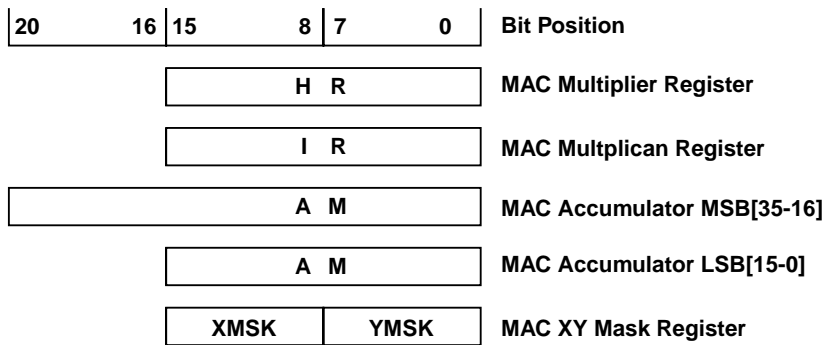 20 16 15 8 7 0 Bit Position
H R MAC Multiplier Register
I R MAC Multplican Register
A M MAC Accumulator MSB[35-16]
A M MAC Accumulator LSB[15-0]
XMSK YMSK MAC XY Mask Register